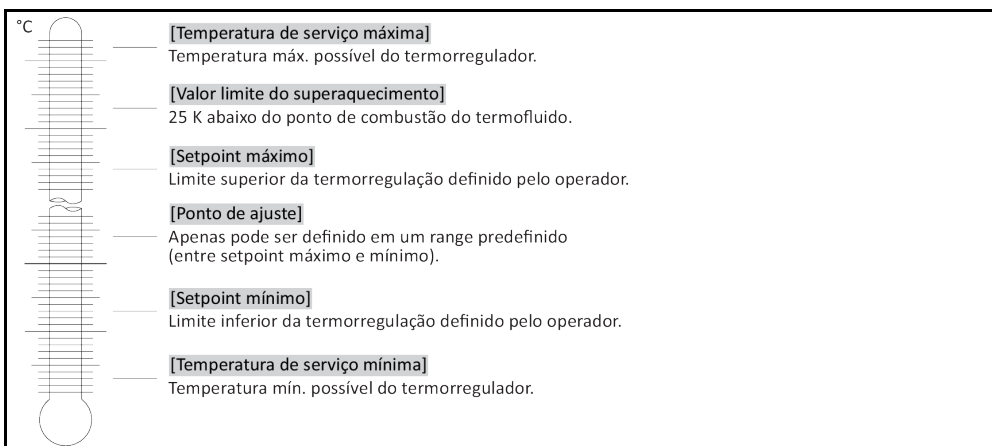 °C
[Temperatura de serviço máxima]
Temperatura máx. possível do termorregulador.
[Valor limite do superaquecimento]
25 K abaixo do ponto de combustão do termofluido.
[Setpoint máximo]
Limite superior da termorregulação definido pelo operador.
[Ponto de ajuste]
Apenas pode ser definido em um range predefinido
(entre setpoint máximo e mínimo).
[Setpoint mínimo]
Limite inferior da termorregulação definido pelo operador.
[Temperatura de serviço mínima]
Temperatura mín. possível do termorregulador.